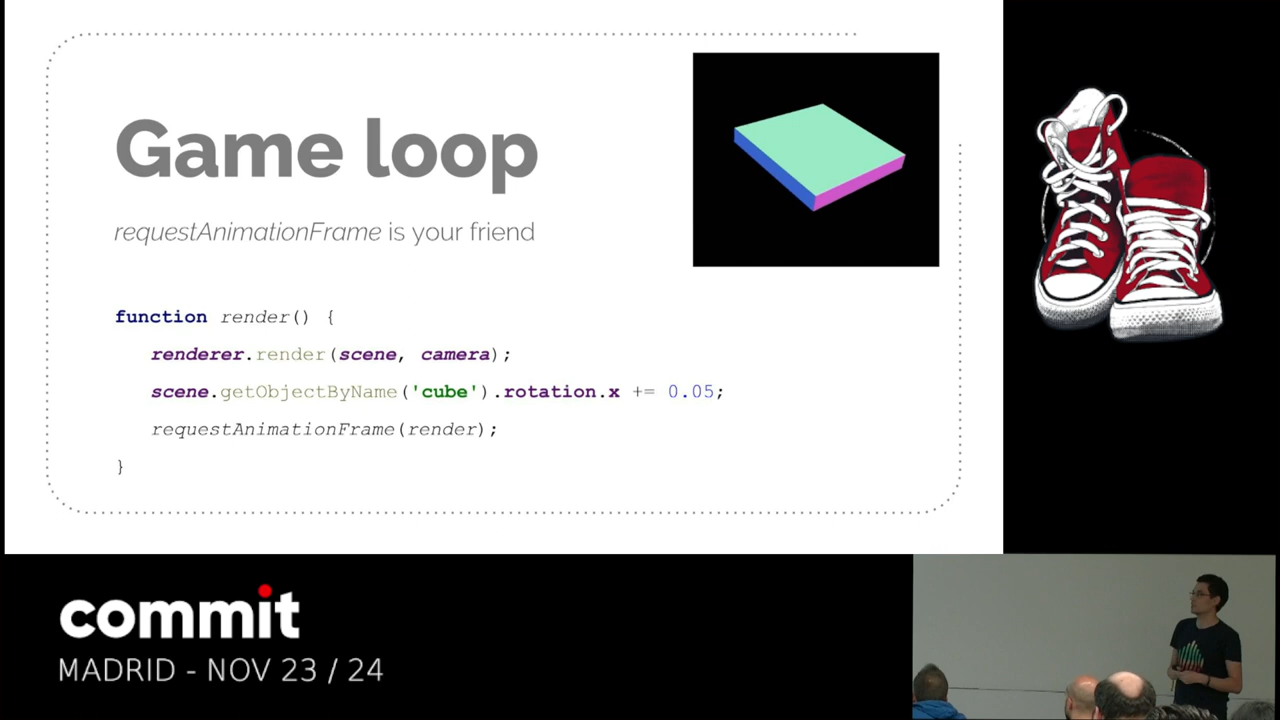 Game loop
requestAnimationFrame is your friend
function render() {
renderer.render(scene, camera);
scene.getObjectByName('cube').rotation.x += 0.05;
requestAnimationFrame(render);
}
commit
MADRID - NOV 23 / 24